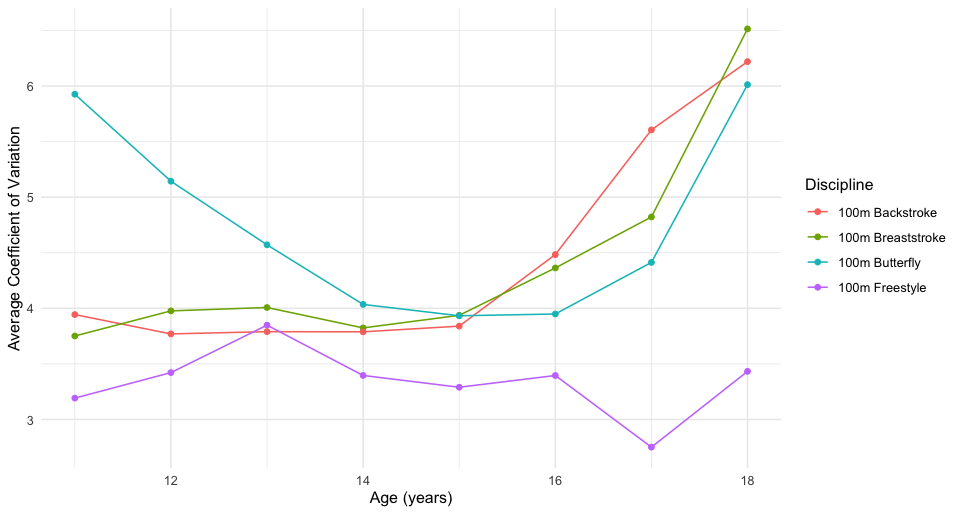 6
5
4
3
Average Coefficient of Variation
12
14
16
18
Age (years)
Discipline
100m Backstroke
100m Breaststroke
100m Butterfly
100m Freestyle